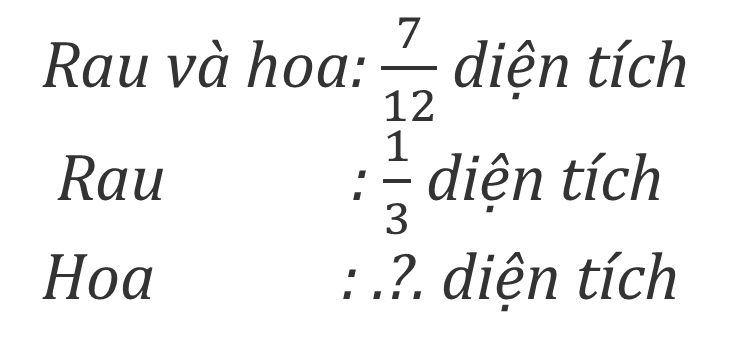 Rau và hoa: 7/12 diện tích
Rau : 1/3 diện tích
Hoa : .?. diện tích